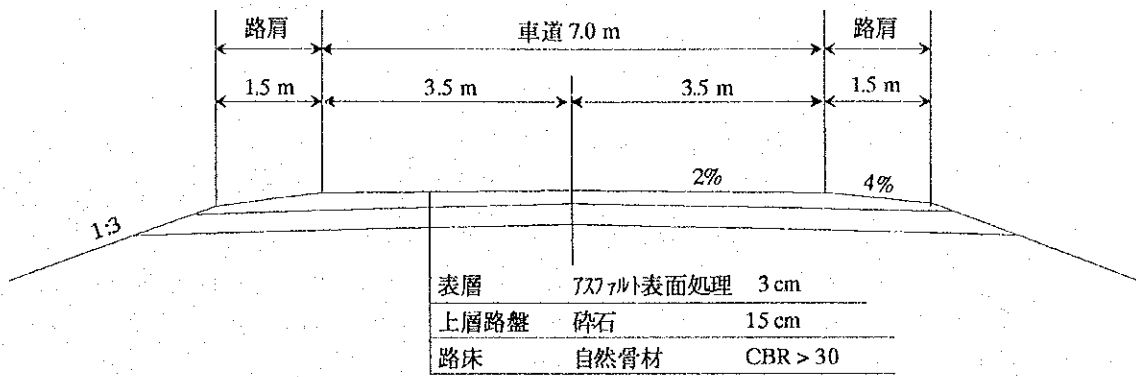 路肩 車道 7.0 m 路肩
1.5 m 3.5 m 3.5 m 1.5 m
2% 4%
1:3
表層 アスファルト表面処理 3 cm
上層路盤 砕石 15 cm
路床 自然骨材 CBR > 30